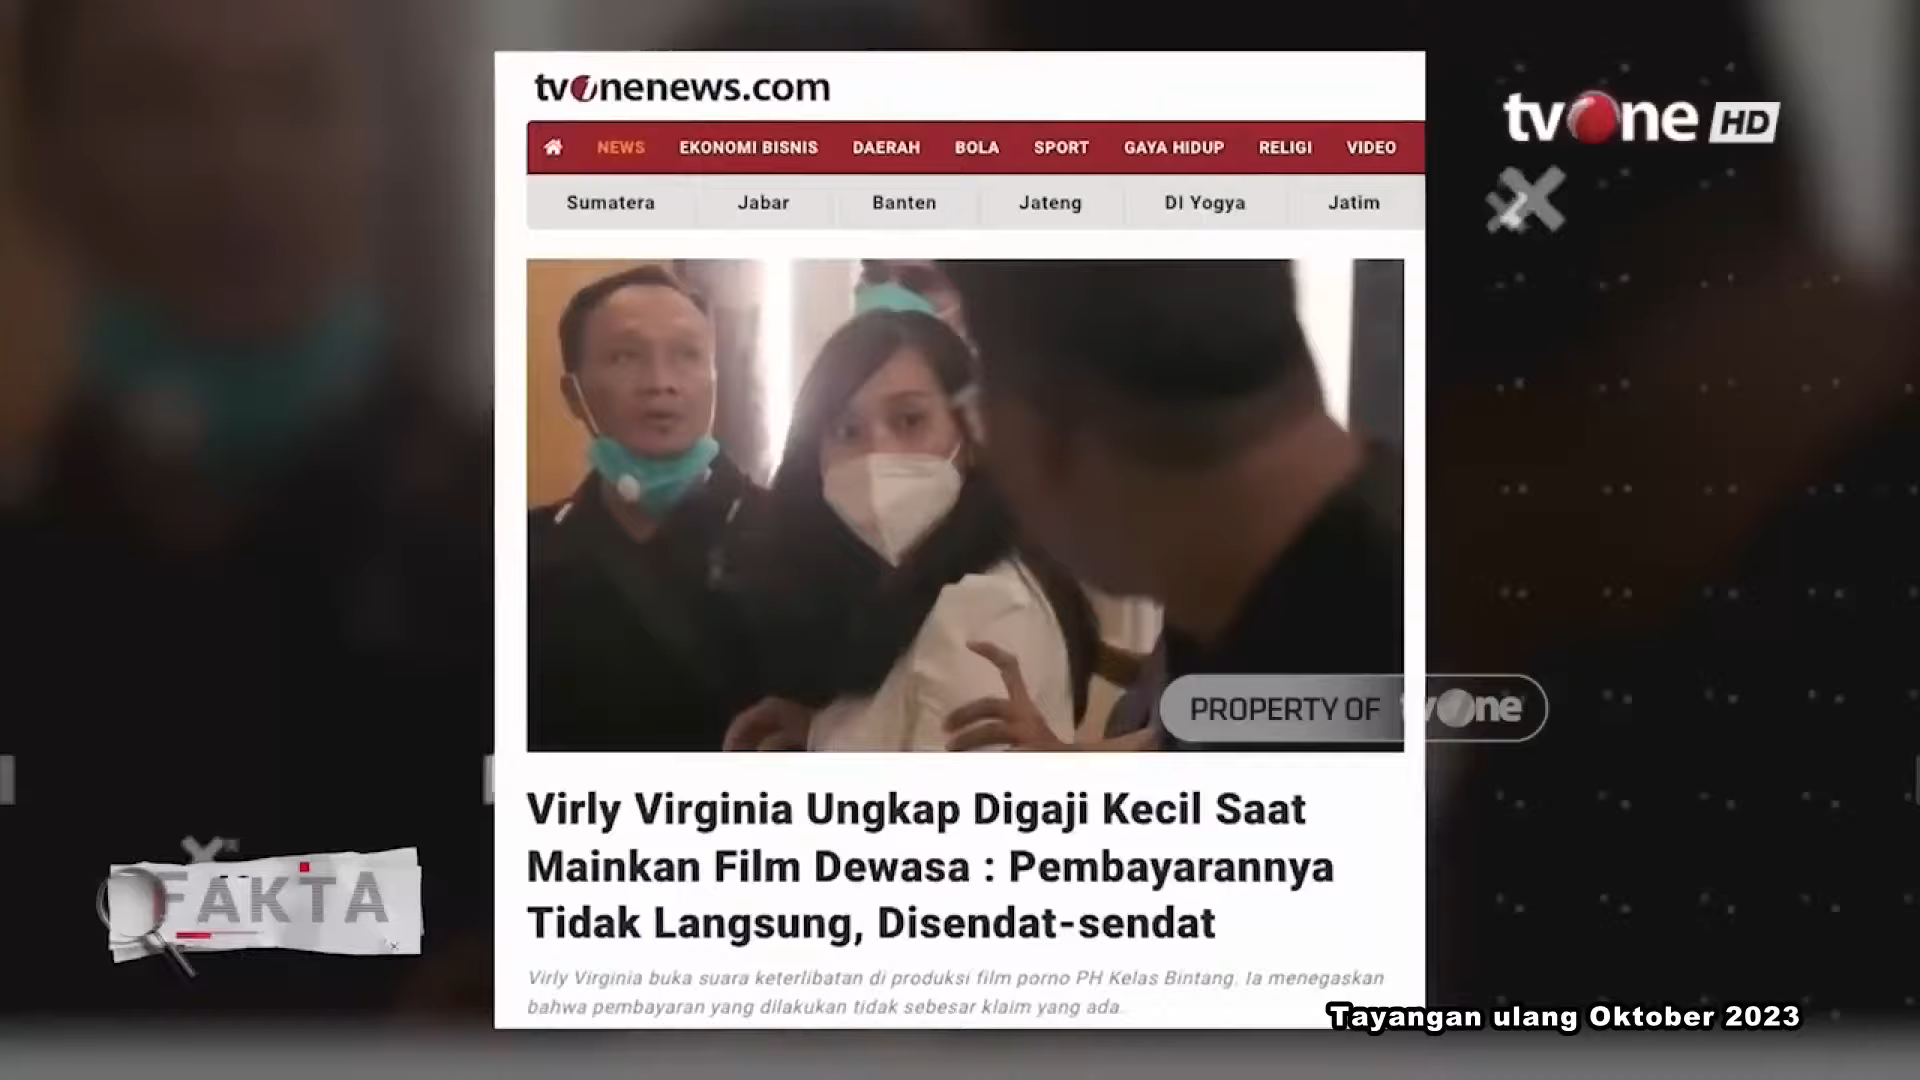 tvonenews.com
NEWS EKONOMI BISNIS DAERAH BOLA SPORT GAYA HIDUP RELIGI VIDEO
Sumatera Jabar Banten Jateng DI Yogya Jatim
tvOne HD
PROPERTY OF tvOne
Virly Virginia Ungkap Digaji Kecil Saat
Mainkan Film Dewasa : Pembayarannya
Tidak Langsung, Disendat-sendat
Virly Virginia buka suara keterlibatan di produksi film porno PH Kelas Bintang. Ia menegaskan
bahwa pembayaran yang dilakukan tidak sebesar klaim yang ada.
FAKTA
Tayangan ulang Oktober 2023